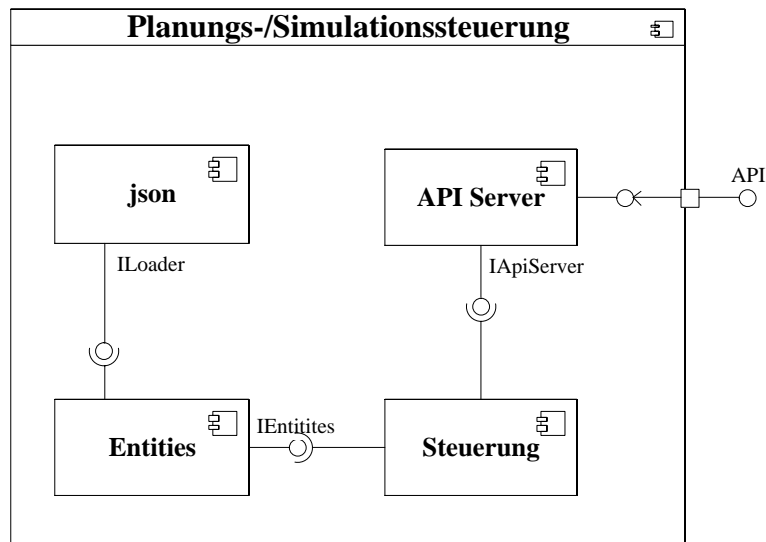 Planungs-/Simulationssteuerung
json
API Server
API
ILoader
IApiServer
Entities
IEntitites
Steuerung